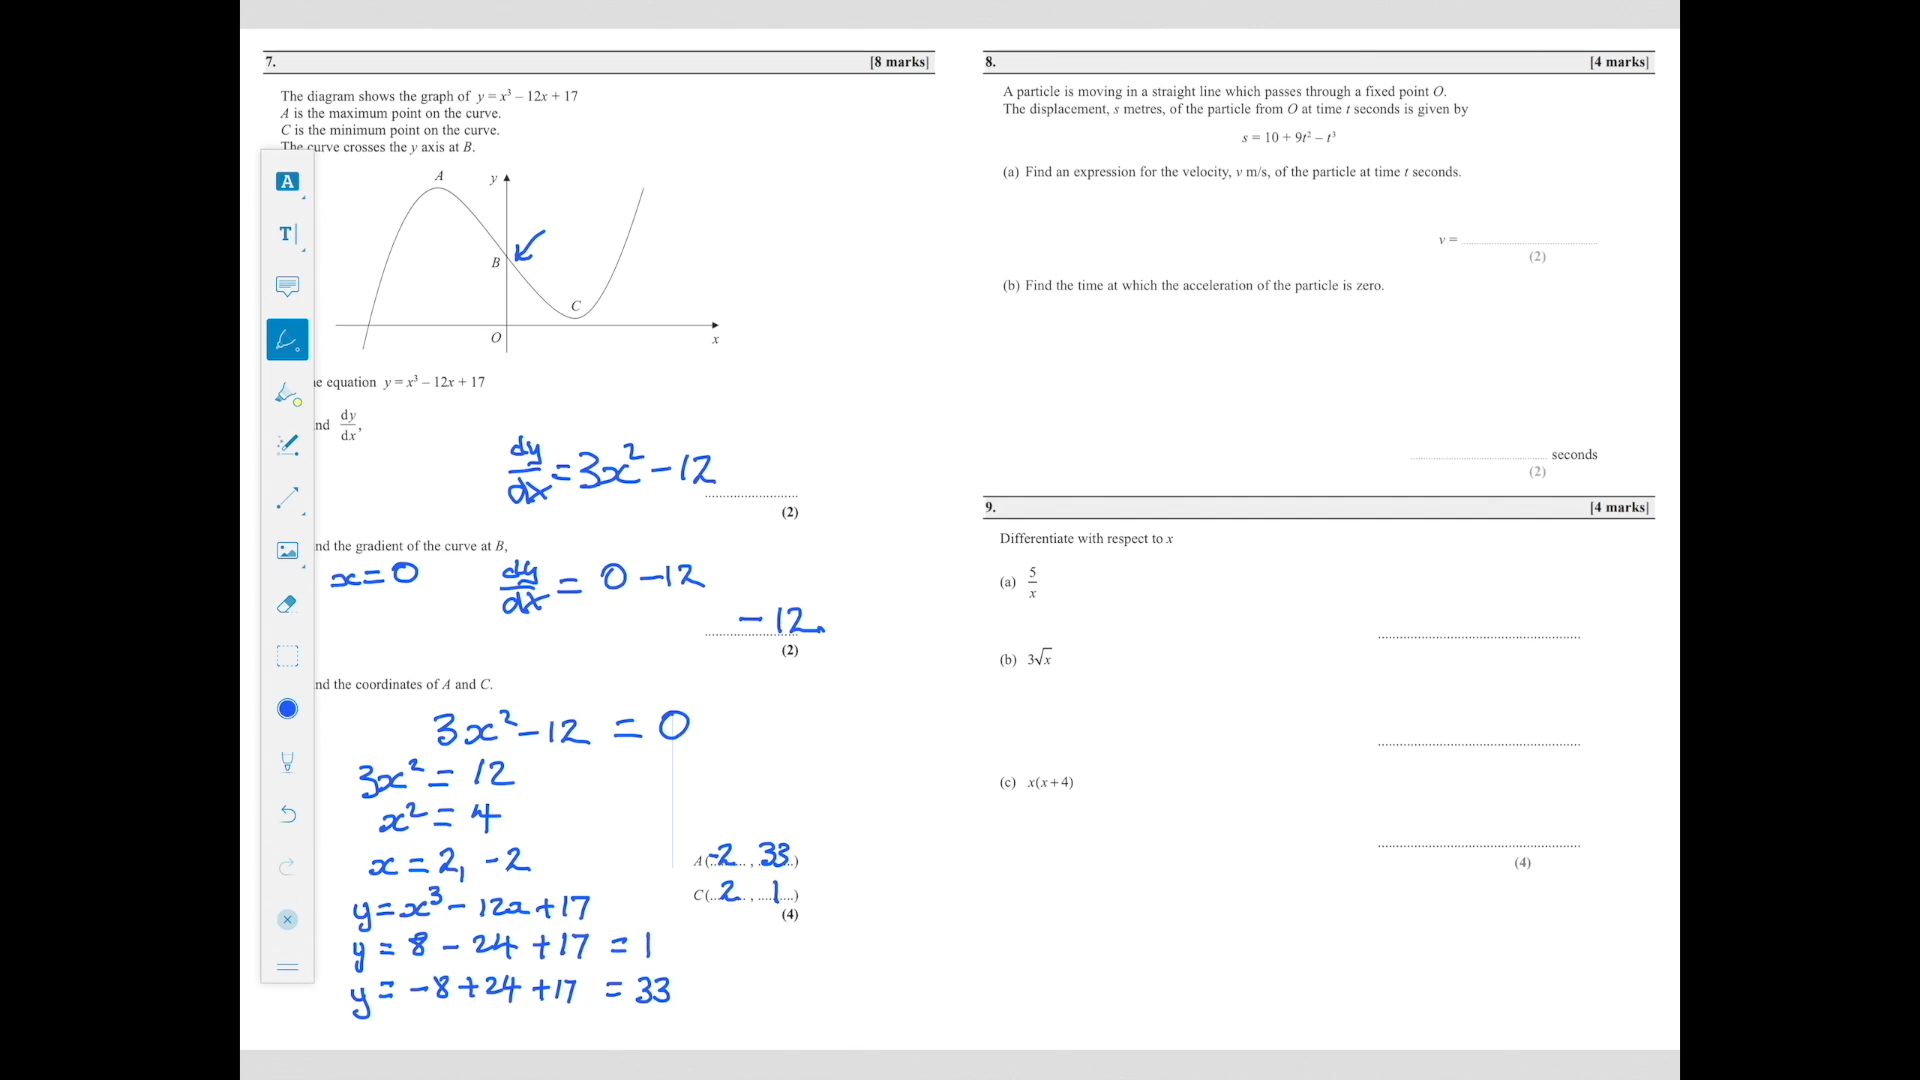 7. [8 marks]
The diagram shows the graph of y = x³ – 12x + 17
A is the maximum point on the curve.
C is the minimum point on the curve.
The curve crosses the y axis at B.
A
y
B
C
O
x
A
T
e equation y = x³ – 12x + 17
nd dy/dx,
dy/dx = 3x² - 12
(2)
nd the gradient of the curve at B,
x = 0 dy/dx = 0 - 12
- 12
(2)
nd the coordinates of A and C.
3x² - 12 = 0
3x² = 12
x² = 4
x = 2, -2
A (-2, 33)
C (2, 1)
(4)
y = x³ - 12x + 17
y = 8 - 24 + 17 = 1
y = -8 + 24 + 17 = 33
8. [4 marks]
A particle is moving in a straight line which passes through a fixed point O.
The displacement, s metres, of the particle from O at time t seconds is given by
s = 10 + 9t² – t³
(a) Find an expression for the velocity, v m/s, of the particle at time t seconds.
v = ........................................
(2)
(b) Find the time at which the acceleration of the particle is zero.
........................................ seconds
(2)
9. [4 marks]
Differentiate with respect to x
(a) 5/x
........................................
(b) 3√x
........................................
(c) x(x+4)
........................................
(4)